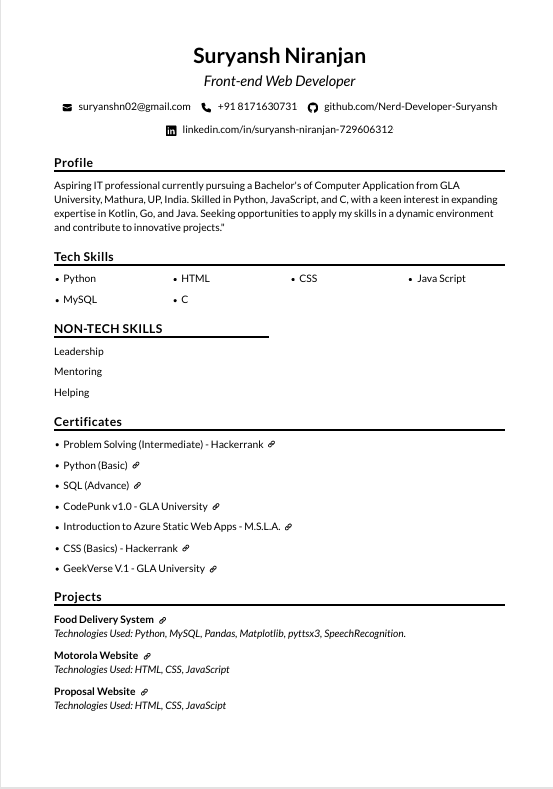 Suryansh Niranjan
Front-end Web Developer
suryanshn02@gmail.com +91 8171630731 github.com/Nerd-Developer-Suryansh
linkedin.com/in/suryansh-niranjan-729606312
Profile
Aspiring IT professional currently pursuing a Bachelor's of Computer Application from GLA
University, Mathura, UP, India. Skilled in Python, JavaScript, and C, with a keen interest in expanding
expertise in Kotlin, Go, and Java. Seeking opportunities to apply my skills in a dynamic environment
and contribute to innovative projects."
Tech Skills
• Python • HTML • CSS • Java Script
• MySQL • C
NON-TECH SKILLS
Leadership
Mentoring
Helping
Certificates
• Problem Solving (Intermediate) - Hackerrank
• Python (Basic)
• SQL (Advance)
• CodePunk v1.0 - GLA University
• Introduction to Azure Static Web Apps - M.S.L.A.
• CSS (Basics) - Hackerrank
• GeekVerse V.1 - GLA University
Projects
Food Delivery System
Technologies Used: Python, MySQL, Pandas, Matplotlib, pyttsx3, SpeechRecognition.
Motorola Website
Technologies Used: HTML, CSS, JavaScript
Proposal Website
Technologies Used: HTML, CSS, JavaScipt